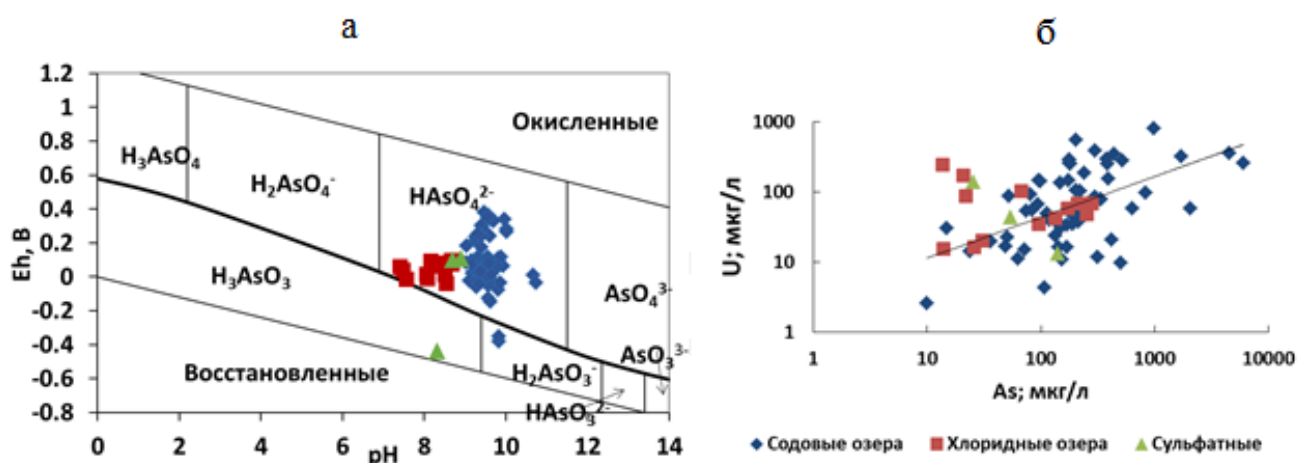 а
б
1.2
1
0.8
0.6
0.4
0.2
0
-0.2
-0.4
-0.6
-0.8
Eh, В
0
2
4
6
8
10
12
14
pH
Окисленные
H₃AsO₄
H₂AsO₄⁻
HAsO₄²⁻
AsO₄³⁻
H₃AsO₃
Восстановленные
H₂AsO₃⁻
HAsO₃²⁻
AsO₃³⁻
1000
100
10
1
U; мкг/л
1
10
100
1000
10000
As; мкг/л
Содовые озера
Хлоридные озера
Сульфатные